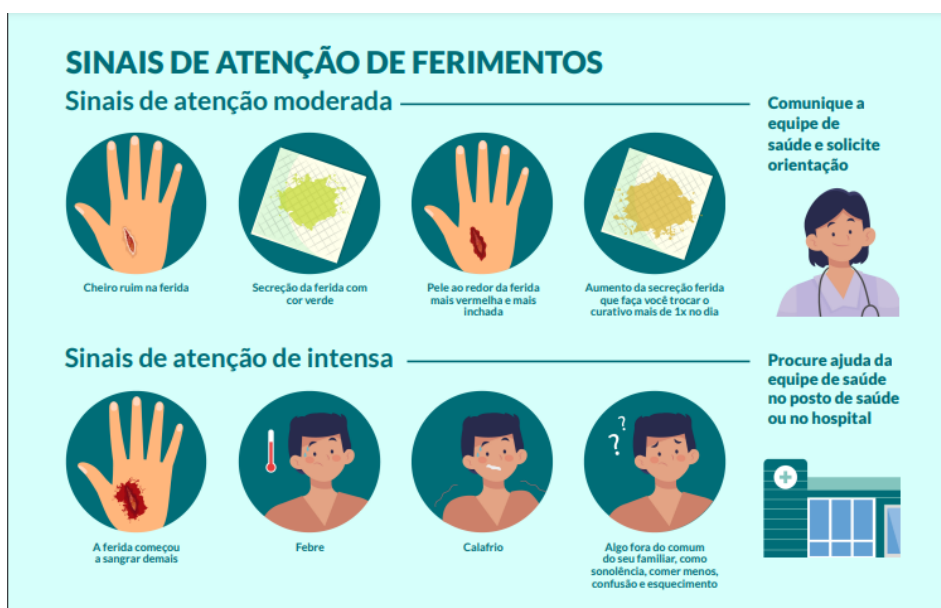 SINAIS DE ATENÇÃO DE FERIMENTOS
Sinais de atenção moderada
Comunique a
equipe de
saúde e solicite
orientação
Cheiro ruim na ferida
Secreção da ferida com
cor verde
Pele ao redor da ferida
mais vermelha e mais
inchada
Aumento da secreção ferida
que faça você trocar o
curativo mais de 1x no dia
Sinais de atenção de intensa
Procure ajuda da
equipe de saúde
no posto de saúde
ou no hospital
? ?
?
A ferida começou
a sangrar demais
Febre
Calafrio
Algo fora do comum
do seu familiar, como
sonolência, comer menos,
confusão e esquecimento